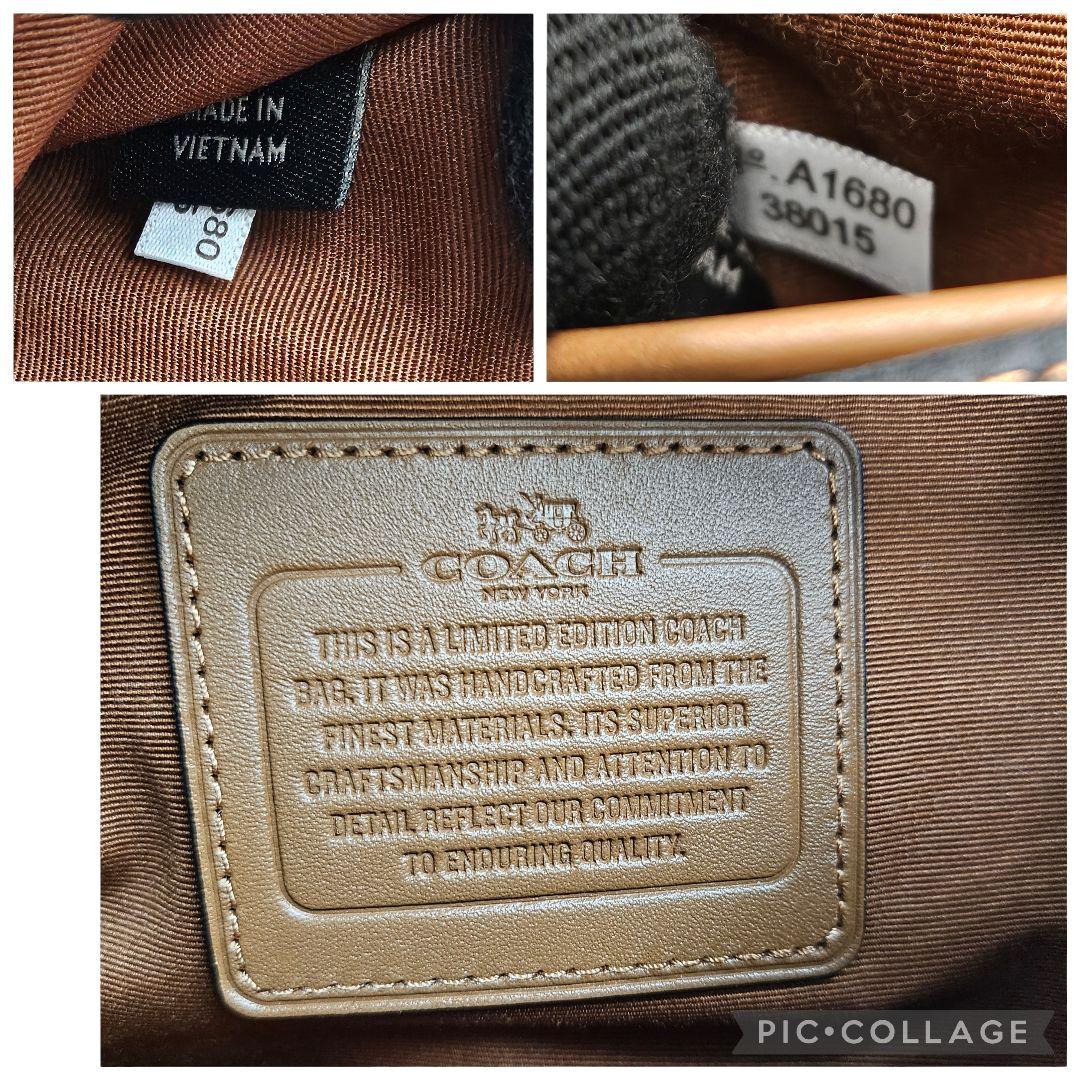 MADE IN
VIETNAM
A1680
38015
COACH
NEW YORK
THIS IS A LIMITED EDITION COACH
BAG. IT WAS HANDCRAFTED FROM THE
FINEST MATERIALS. ITS SUPERIOR
CRAFTSMANSHIP AND ATTENTION TO
DETAIL REFLECT OUR COMMITMENT
TO ENDURING QUALITY.
PIC•COLLAGE